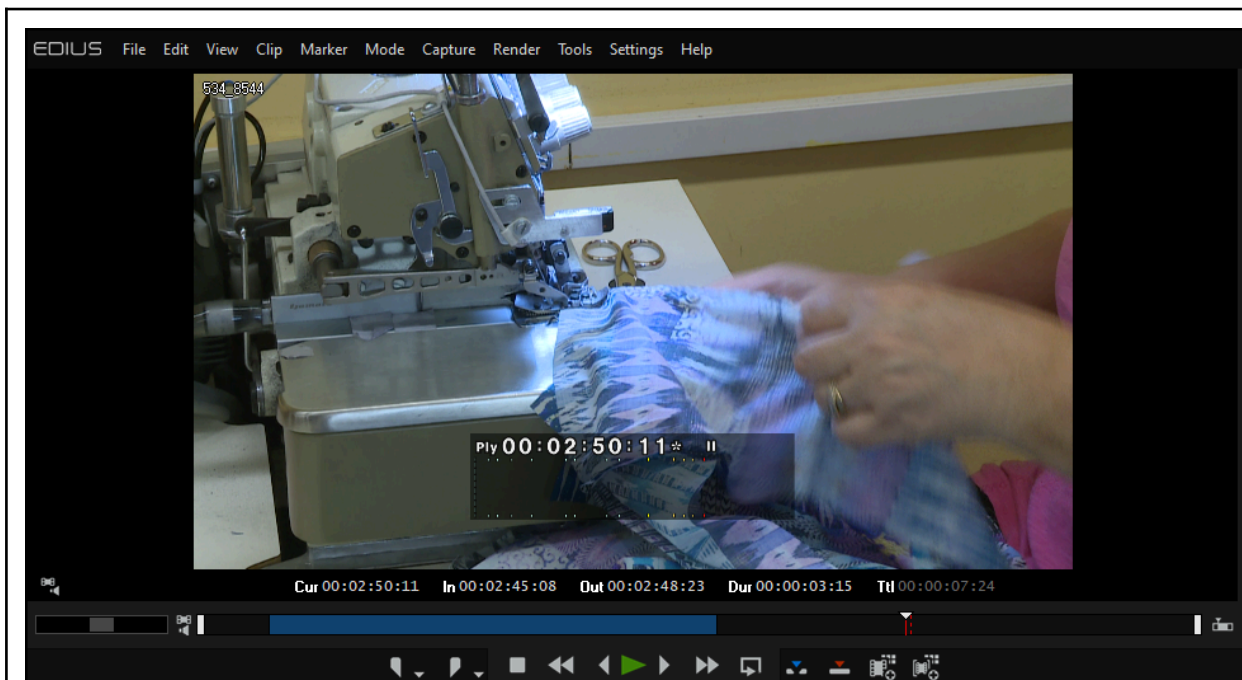 EDIUS File Edit View Clip Marker Mode Capture Render Tools Settings Help
534_8544
Ply 00:02:50:11* II
Cur 00:02:50:11 In 00:02:45:08 Out 00:02:48:23 Dur 00:00:03:15 Ttl 00:00:07:24